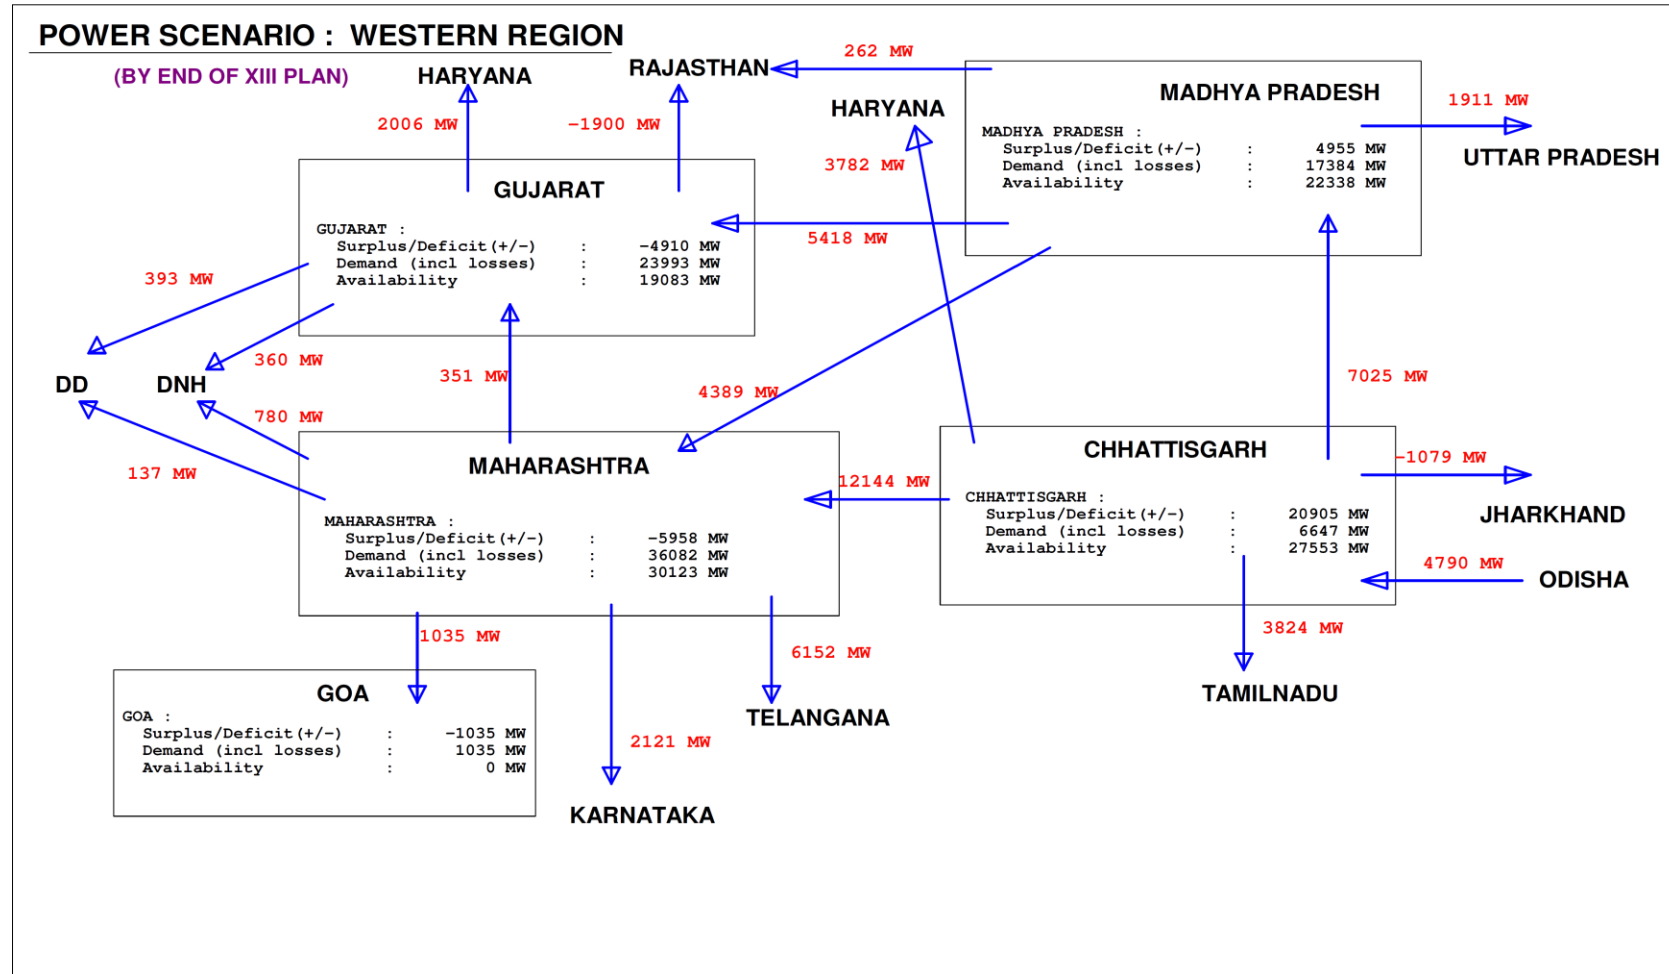 POWER SCENARIO : WESTERN REGION
(BY END OF XIII PLAN)
HARYANA
RAJASTHAN
262 MW
2006 MW
-1900 MW
HARYANA
3782 MW
MADHYA PRADESH
MADHYA PRADESH :
Surplus/Deficit(+/-) : 4955 MW
Demand (incl losses) : 17384 MW
Availability : 22338 MW
1911 MW
UTTAR PRADESH
GUJARAT
GUJARAT :
Surplus/Deficit(+/-) : -4910 MW
Demand (incl losses) : 23993 MW
Availability : 19083 MW
5418 MW
393 MW
360 MW
DD
DNH
351 MW
4389 MW
7025 MW
780 MW
137 MW
MAHARASHTRA
MAHARASHTRA :
Surplus/Deficit(+/-) : -5958 MW
Demand (incl losses) : 36082 MW
Availability : 30123 MW
12144 MW
CHHATTISGARH
CHHATTISGARH :
Surplus/Deficit(+/-) : 20905 MW
Demand (incl losses) : 6647 MW
Availability : 27553 MW
-1079 MW
JHARKHAND
4790 MW
ODISHA
1035 MW
6152 MW
3824 MW
GOA
GOA :
Surplus/Deficit(+/-) : -1035 MW
Demand (incl losses) : 1035 MW
Availability : 0 MW
TELANGANA
TAMILNADU
2121 MW
KARNATAKA